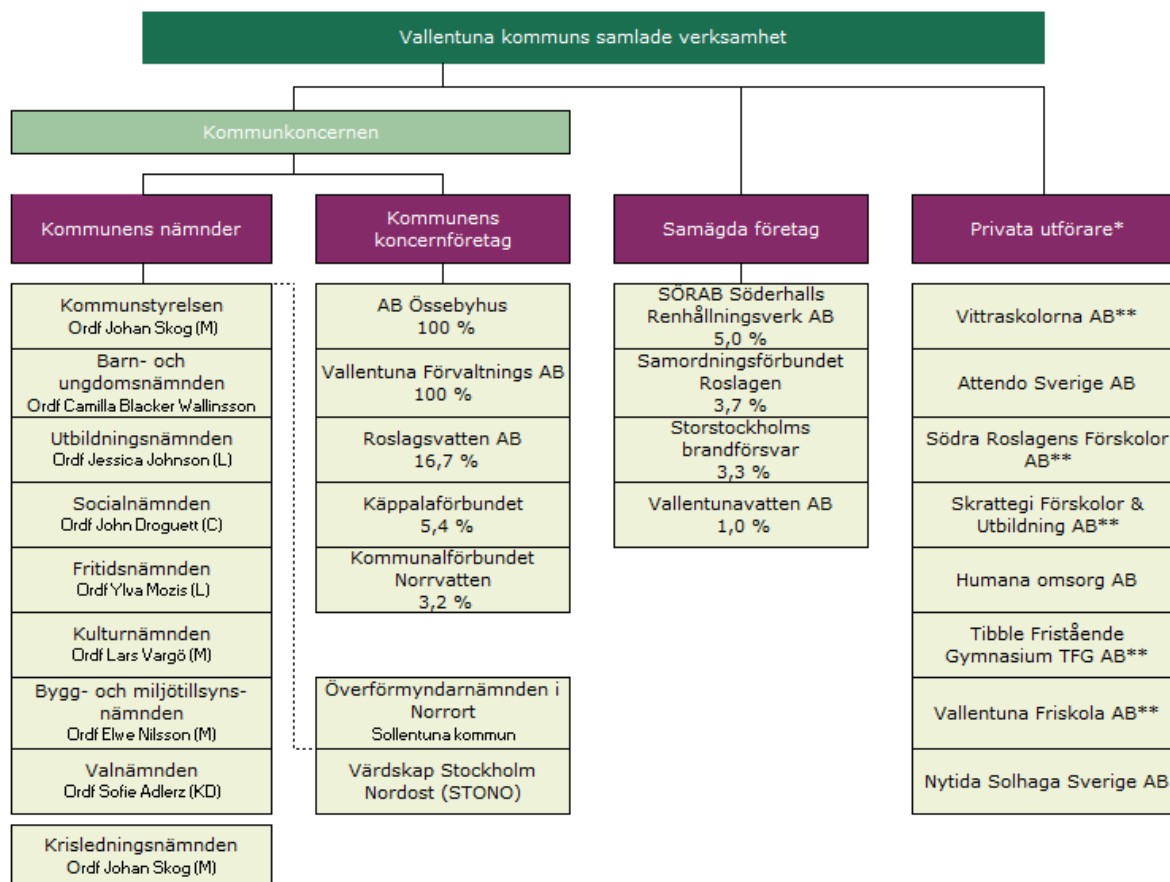 Vallentuna kommuns samlade verksamhet
Kommunkoncernen
Kommunens nämnder
Kommunstyrelsen
Ordf Johan Skog (M)
Barn- och
ungdomsnämnden
Ordf Camilla Blacker Wallinsson
Utbildningsnämnden
Ordf Jessica Johnson (L)
Socialnämnden
Ordf John Droguett (C)
Fritidsnämnden
Ordf Ylva Mozis (L)
Kulturnämnden
Ordf Lars Vargö (M)
Bygg- och miljötillsyns-
nämnden
Ordf Elwe Nilsson (M)
Valnämnden
Ordf Sofie Adlerz (KD)
Krisledningsnämnden
Ordf Johan Skog (M)
Kommunens
koncernföretag
AB Össebyhus
100 %
Vallentuna Förvaltnings AB
100 %
Roslagsvatten AB
16,7 %
Käppalaförbundet
5,4 %
Kommunalförbundet
Norrvatten
3,2 %
Överförmyndarnämnden i
Norrort
Sollentuna kommun
Värdskap Stockholm
Nordost (STONO)
Samägda företag
SÖRAB Söderhalls
Renhållningsverk AB
5,0 %
Samordningsförbundet
Roslagen
3,7 %
Storstockholms
brandförsvar
3,3 %
Vallentunavatten AB
1,0 %
Privata utförare*
Vittraskolorna AB**
Attendo Sverige AB
Södra Roslagens Förskolor
AB**
Skrattegi Förskolor &
Utbildning AB**
Humana omsorg AB
Tibble Fristående
Gymnasium TFG AB**
Vallentuna Friskola AB**
Nytida Solhaga Sverige AB